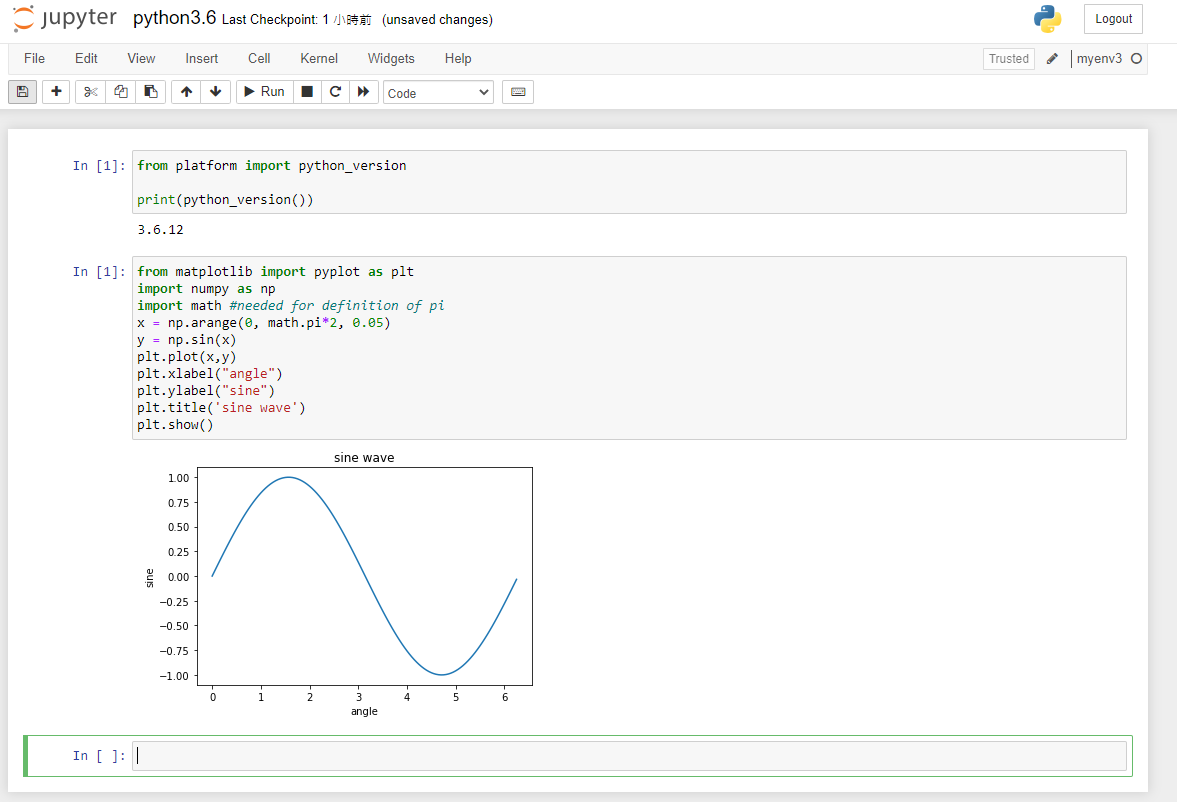 jupyter python3.6 Last Checkpoint: 1 小時前 (unsaved changes) Logout
File Edit View Insert Cell Kernel Widgets Help Trusted myenv3
Run Code
In [1]: from platform import python_version
print(python_version())
3.6.12
In [1]: from matplotlib import pyplot as plt
import numpy as np
import math #needed for definition of pi
x = np.arange(0, math.pi*2, 0.05)
y = np.sin(x)
plt.plot(x,y)
plt.xlabel("angle")
plt.ylabel("sine")
plt.title('sine wave')
plt.show()
sine wave
1.00
0.75
0.50
0.25
0.00
−0.25
−0.50
−0.75
−1.00
sine
0 1 2 3 4 5 6
angle
In [ ]: